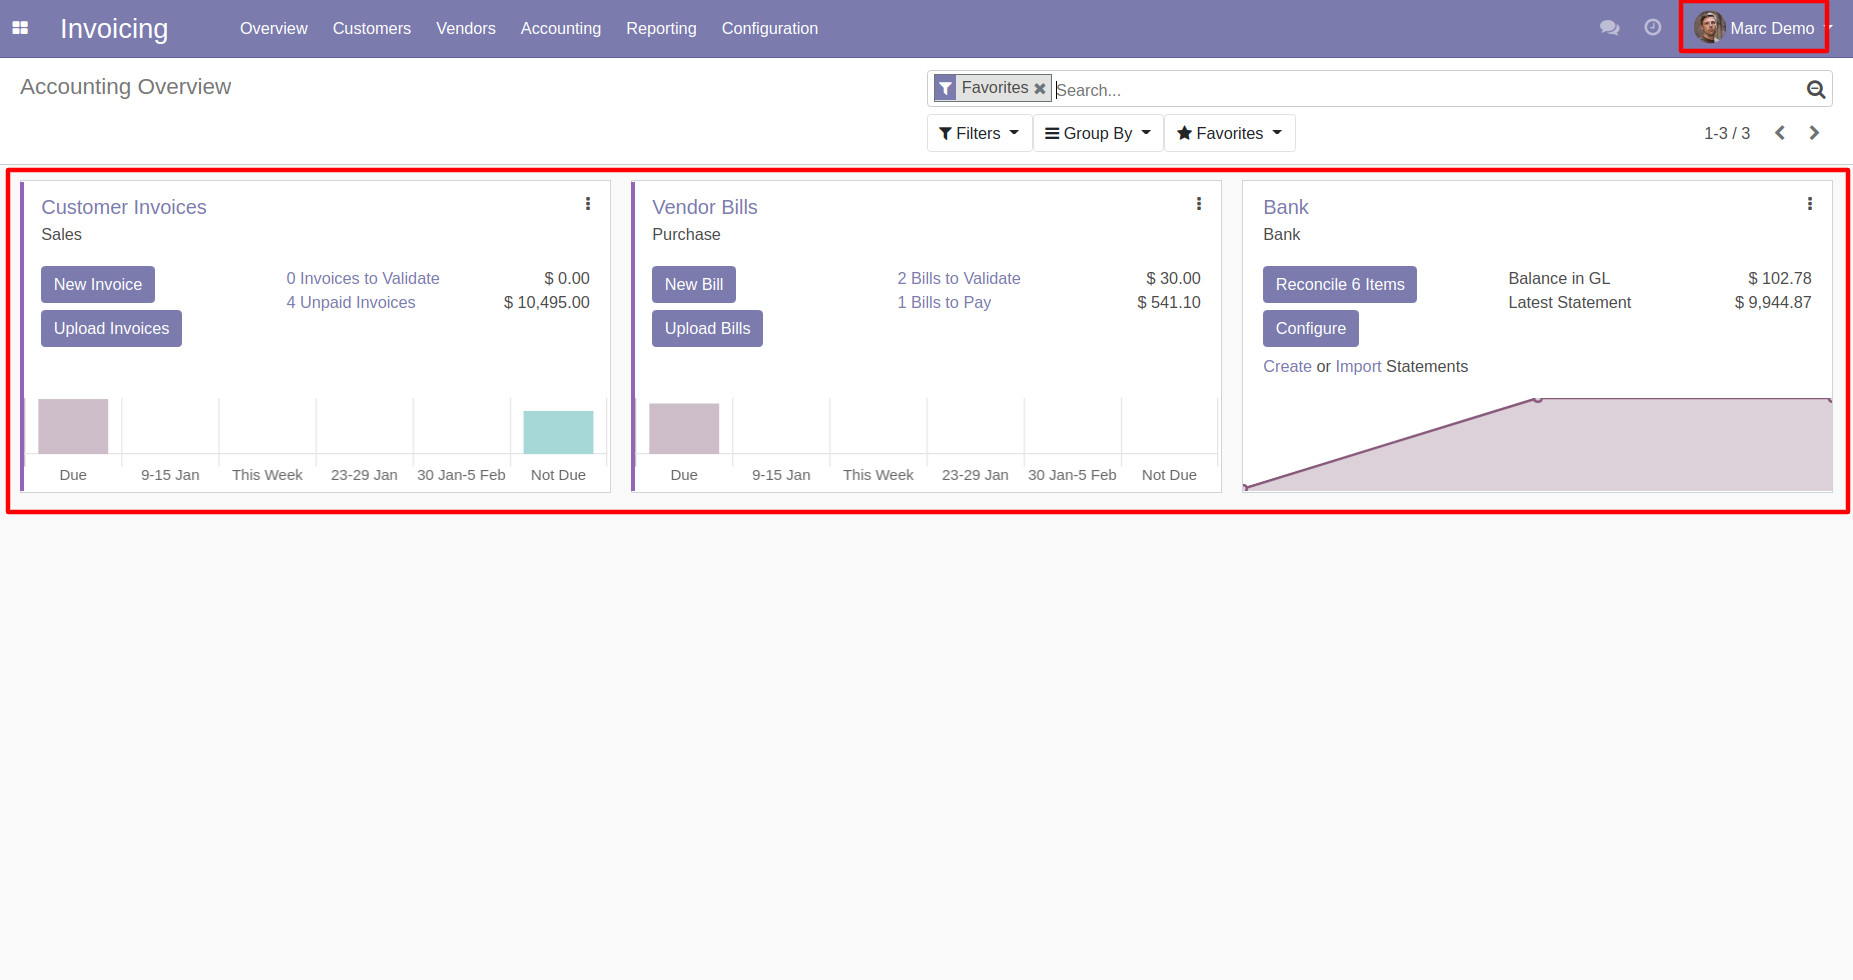 Invoicing Overview Customers Vendors Accounting Reporting Configuration Marc Demo
Accounting Overview
Favorites Search...
Filters Group By Favorites 1-3 / 3
Customer Invoices
Sales
New Invoice
Upload Invoices
0 Invoices to Validate $ 0.00
4 Unpaid Invoices $ 10,495.00
Due 9-15 Jan This Week 23-29 Jan 30 Jan-5 Feb Not Due
Vendor Bills
Purchase
New Bill
Upload Bills
2 Bills to Validate $ 30.00
1 Bills to Pay $ 541.10
Due 9-15 Jan This Week 23-29 Jan 30 Jan-5 Feb Not Due
Bank
Bank
Reconcile 6 Items
Configure
Create or Import Statements
Balance in GL $ 102.78
Latest Statement $ 9,944.87